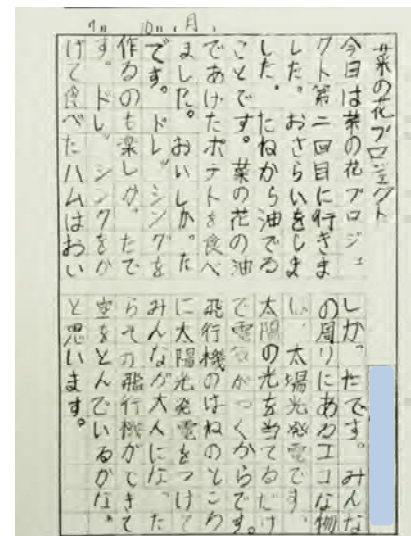 9月10日(月)
菜の花プロジェクト
今日は菜の花プロジェ
クト第二回目に行きま
した。おさらいをしま
した。たねから油でる
ことです。菜の花の油
であげたポテトを食べ
ました。おいしかった
です。ドレッシングを
作るのも楽しかったで
す。ドレッシングをか
けて食べたハムはおい
しかったです。みんな
の周りにあるエコな物
は、太場光発電です。
太陽の光を当てるだけ
で電気がつくからです。
飛行機のはねのところ
に太陽光発電をつけて
みんなが大人になった
らその飛行機ができて
空をとんでいるかな。
と思います。